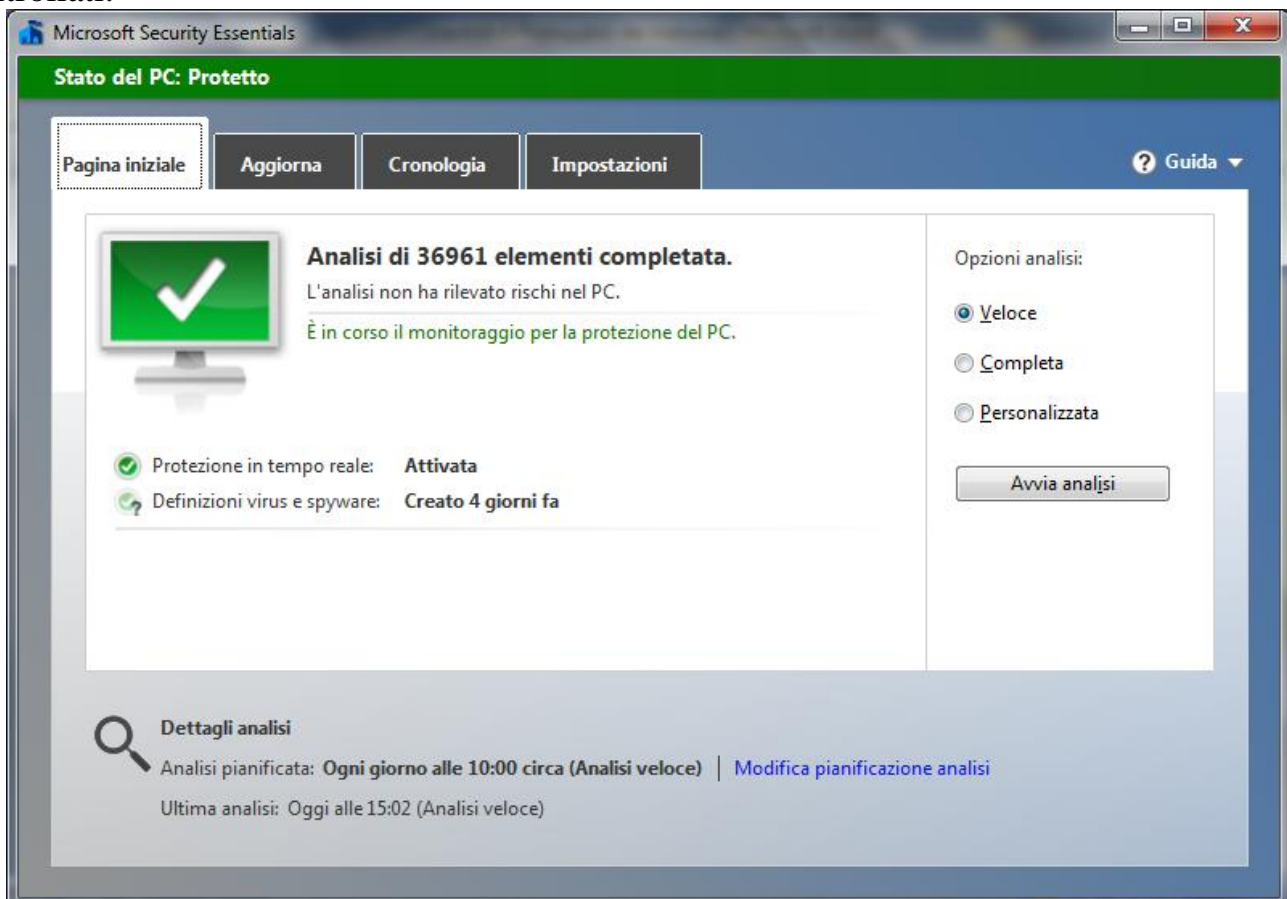 Microsoft Security Essentials
Stato del PC: Protetto
Pagina iniziale
Aggiorna
Cronologia
Impostazioni
Guida
Analisi di 36961 elementi completata.
L'analisi non ha rilevato rischi nel PC.
È in corso il monitoraggio per la protezione del PC.
Protezione in tempo reale: Attivata
Definizioni virus e spyware: Creato 4 giorni fa
Opzioni analisi:
Veloce
Completa
Personalizzata
Avvia analisi
Dettagli analisi
Analisi pianificata: Ogni giorno alle 10:00 circa (Analisi veloce) | Modifica pianificazione analisi
Ultima analisi: Oggi alle 15:02 (Analisi veloce)